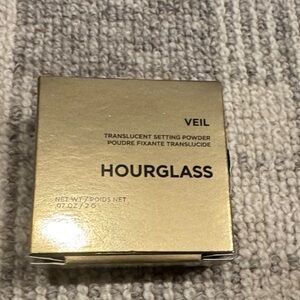 VEIL
TRANSLUCENT SETTING POWDER
POUDRE FIXANTE TRANSLUCIDE
HOURGLASS
NET WT / POIDS NET
.07 OZ / 2 G